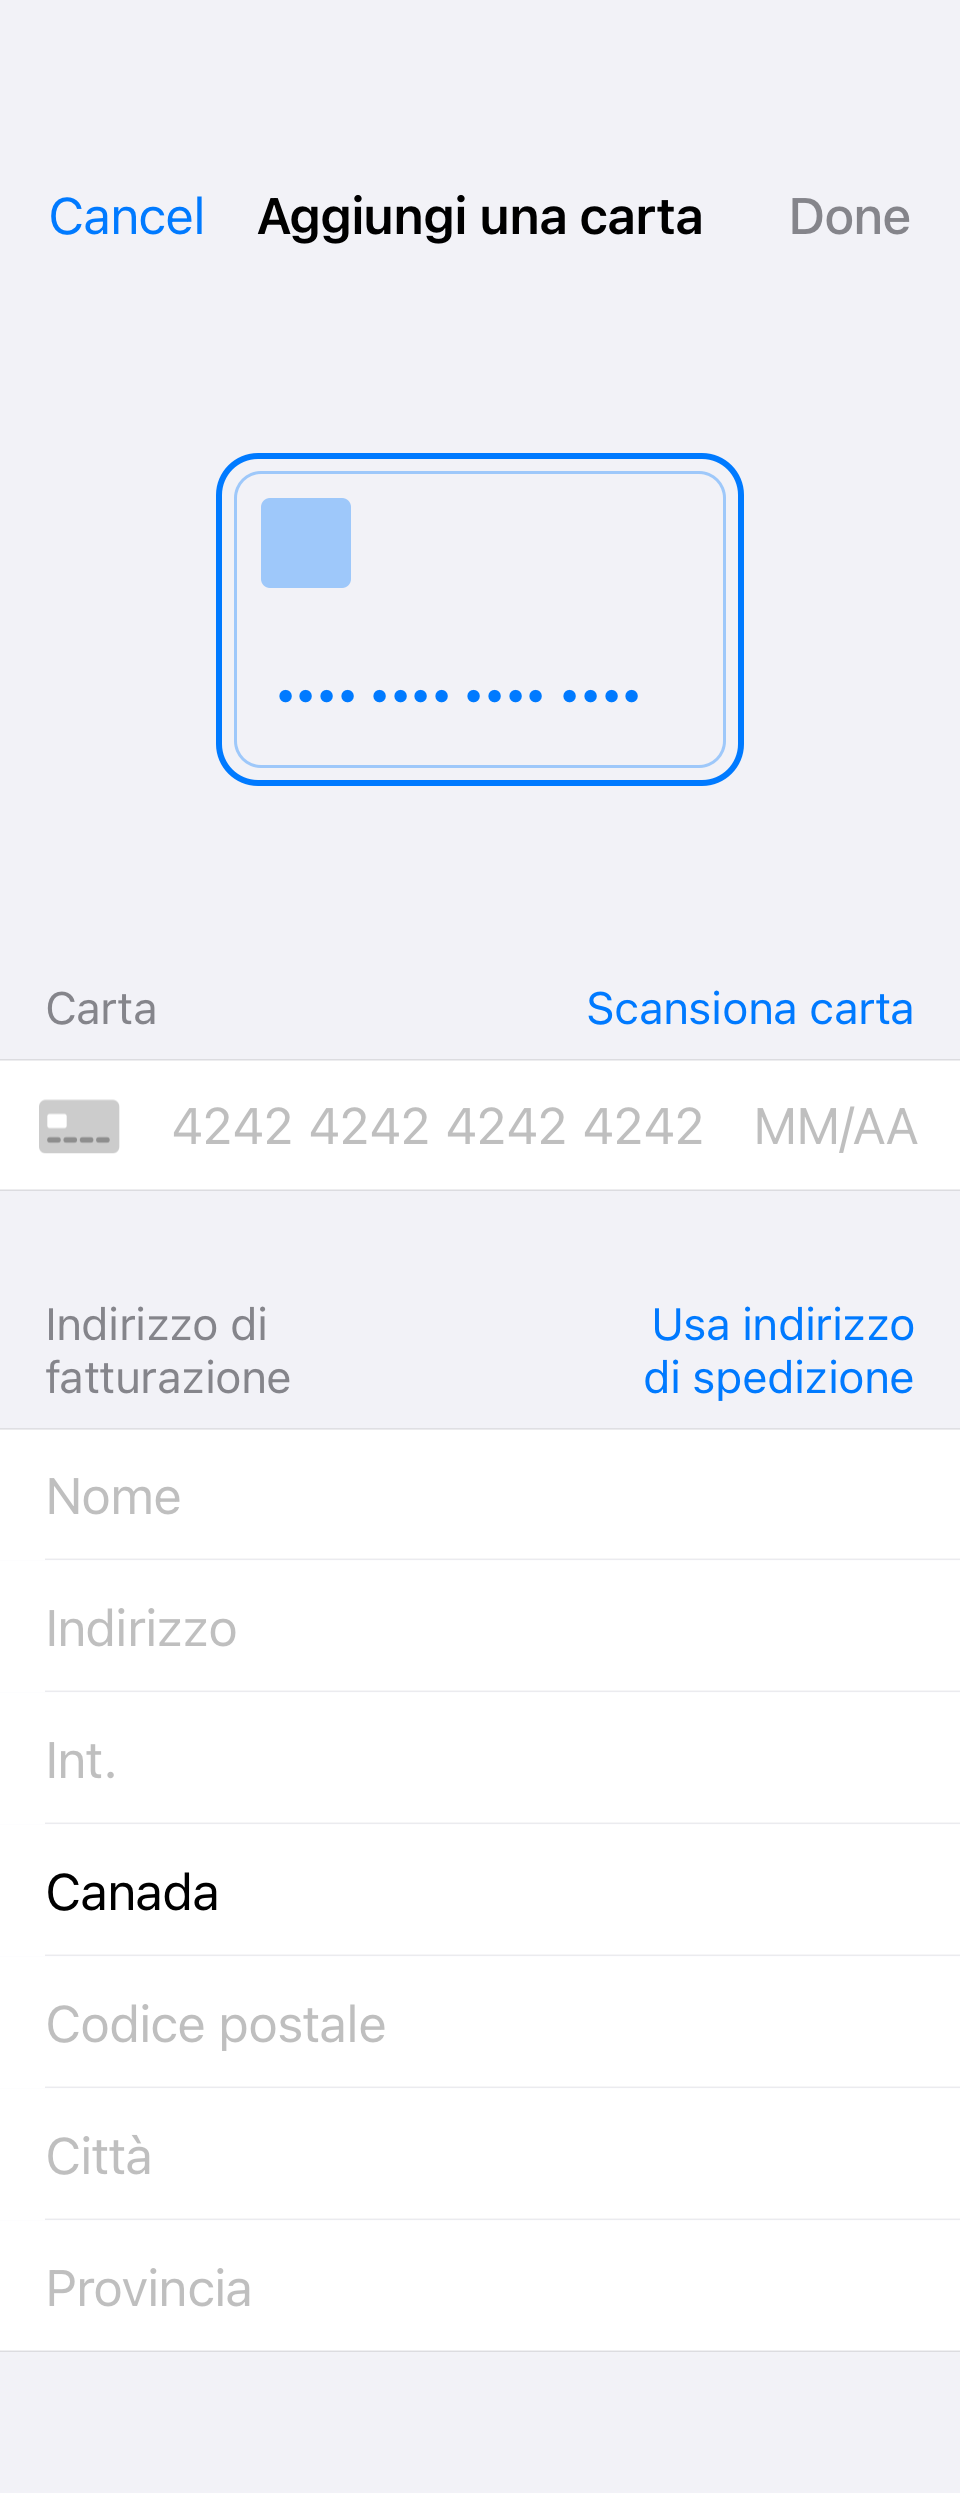 Cancel Aggiungi una carta Done
•••• •••• •••• ••••
Carta Scansiona carta
4242 4242 4242 4242 MM/AA
Indirizzo di
fatturazione
Usa indirizzo
di spedizione
Nome
Indirizzo
Int.
Canada
Codice postale
Città
Provincia